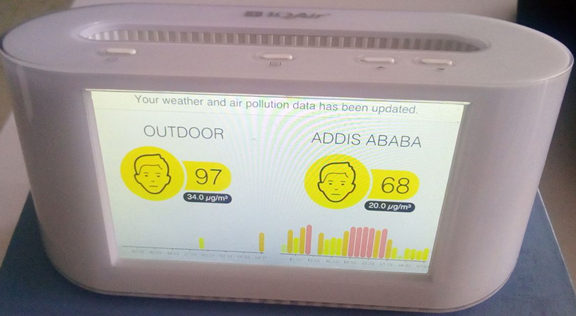 IQAir
Your weather and air pollution data has been updated.
OUTDOOR
97
34.0 µg/m³
ADDIS ABABA
68
20.0 µg/m³